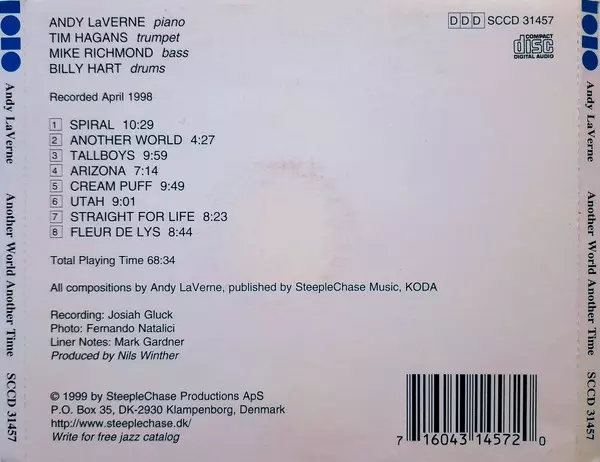 ANDY LaVERNE piano
TIM HAGANS trumpet
MIKE RICHMOND bass
BILLY HART drums
DDD SCCD 31457
COMPACT
disc
DIGITAL AUDIO
Recorded April 1998
1 SPIRAL 10:29
2 ANOTHER WORLD 4:27
3 TALLBOYS 9:59
4 ARIZONA 7:14
5 CREAM PUFF 9:49
6 UTAH 9:01
7 STRAIGHT FOR LIFE 8:23
8 FLEUR DE LYS 8:44
Total Playing Time 68:34
All compositions by Andy LaVerne, published by SteepleChase Music, KODA
Recording: Josiah Gluck
Photo: Fernando Natalici
Liner Notes: Mark Gardner
Produced by Nils Winther
© 1999 by SteepleChase Productions ApS
P.O. Box 35, DK-2930 Klampenborg, Denmark
http://www.steeplechase.dk/
Write for free jazz catalog
7 16043 14572 0
Andy LaVerne Another World Another Time SCCD 31457
Andy LaVerne Another World Another Time SCCD 31457